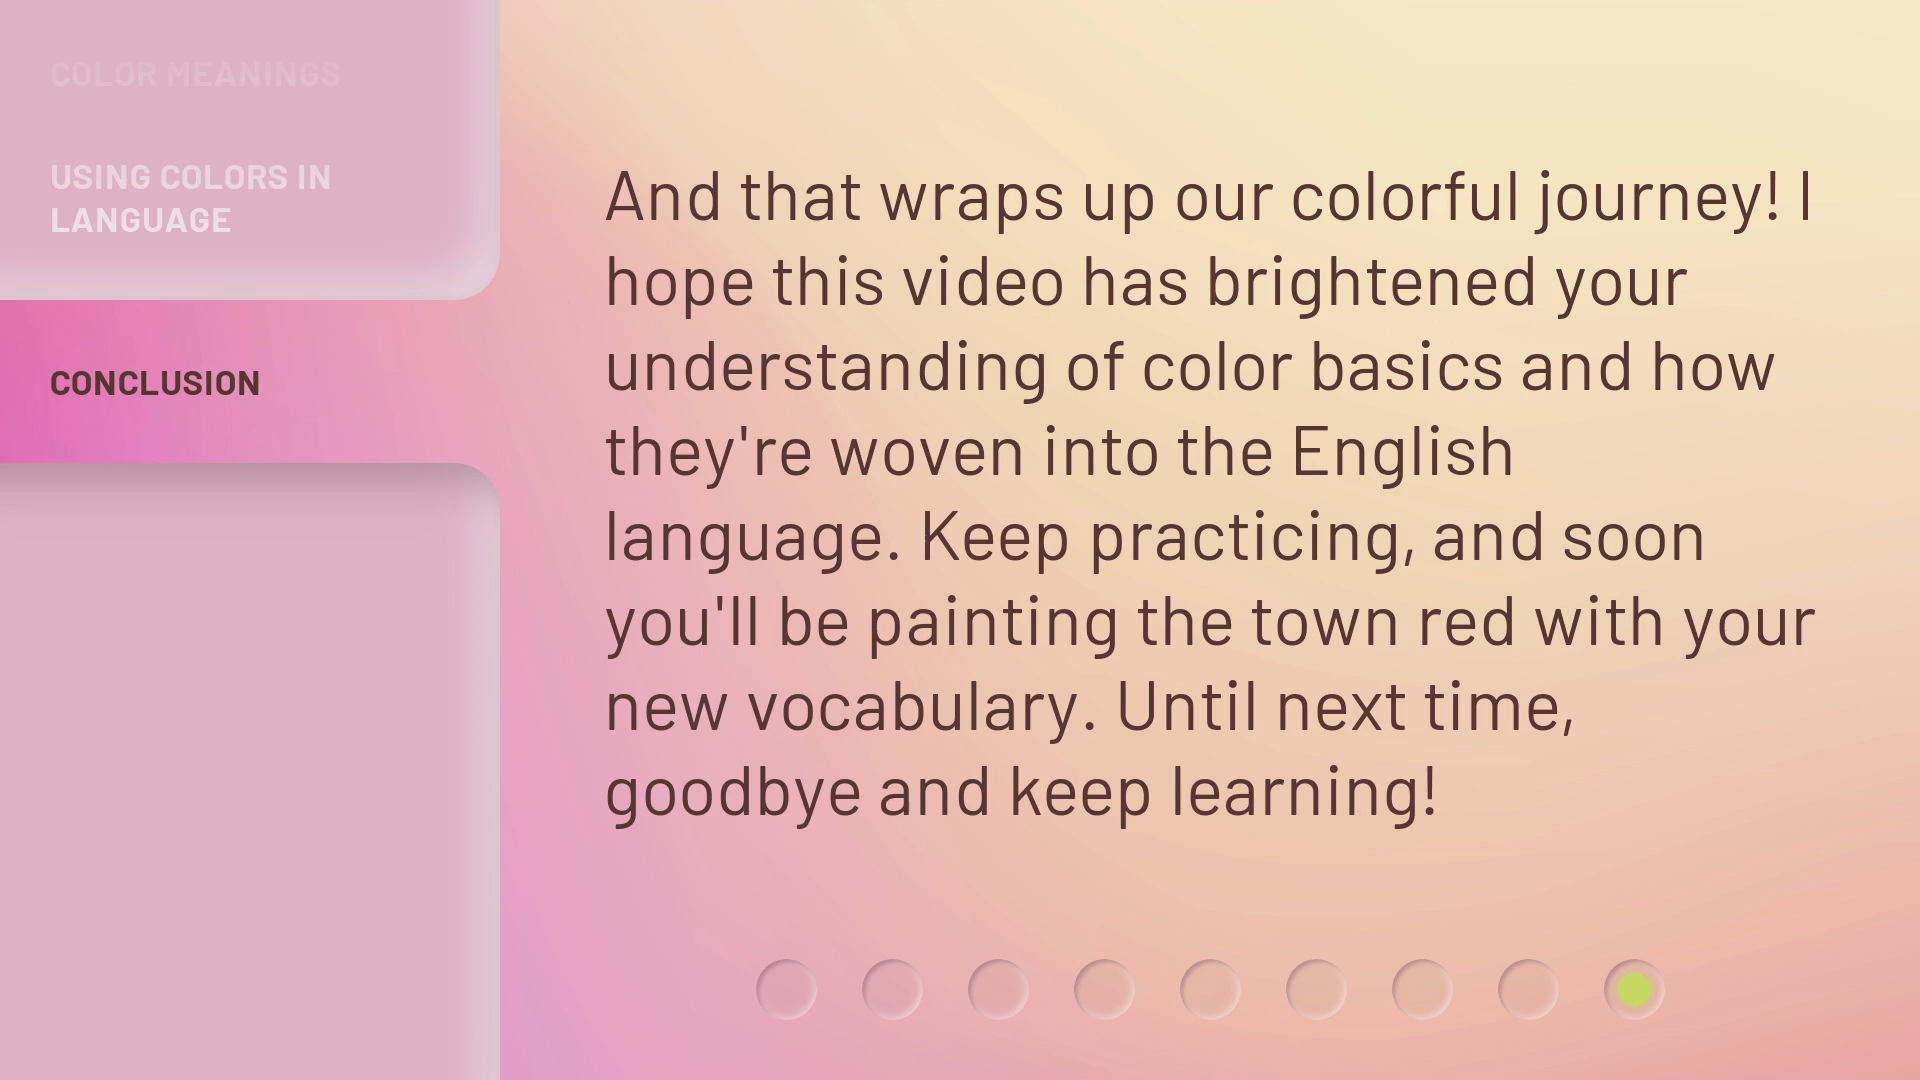 COLOR MEANINGS
USING COLORS IN
LANGUAGE
CONCLUSION
And that wraps up our colorful journey! I
hope this video has brightened your
understanding of color basics and how
they're woven into the English
language. Keep practicing, and soon
you'll be painting the town red with your
new vocabulary. Until next time,
goodbye and keep learning!